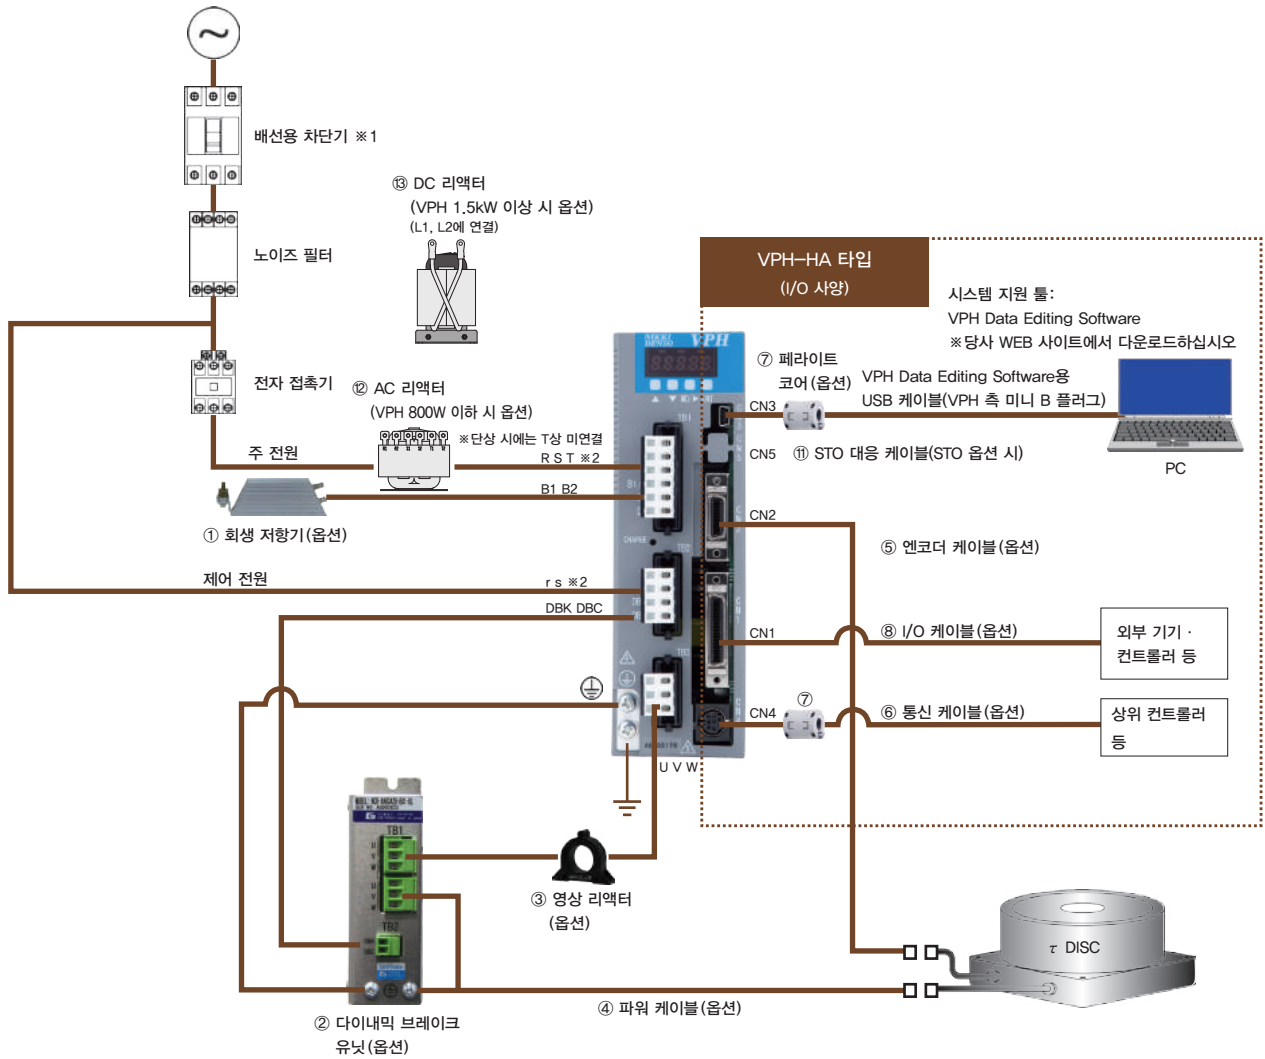 배선용 차단기 ※1
⑬ DC 리액터
(VPH 1.5kW 이상 시 옵션)
(L1, L2에 연결)
노이즈 필터
VPH-HA 타입
(I/O 사양)
시스템 지원 툴:
VPH Data Editing Software
※당사 WEB 사이트에서 다운로드하십시오
NIKKI
DENSO
VPH
⑦ 페라이트
코어(옵션)
VPH Data Editing Software용
USB 케이블(VPH 측 미니 B 플러그)
전자 접촉기
⑫ AC 리액터
(VPH 800W 이하 시 옵션)
※단상 시에는 T상 미연결
주 전원
R S T ※2
TB1
CN3
CN5
⑪ STO 대응 케이블(STO 옵션 시)
PC
B1 B2
① 회생 저항기(옵션)
CN2
CHARGE
TB2
⑤ 엔코더 케이블(옵션)
제어 전원
r s ※2
DBK DBC
CN1
⑧ I/O 케이블(옵션)
외부 기기 ·
컨트롤러 등
TB3
CN4
⑦
⑥ 통신 케이블(옵션)
상위 컨트롤러
등
U V W
TB1
U
V
W
U
V
W
TB2
③ 영상 리액터
(옵션)
τ DISC
④ 파워 케이블(옵션)
② 다이내믹 브레이크
유닛(옵션)